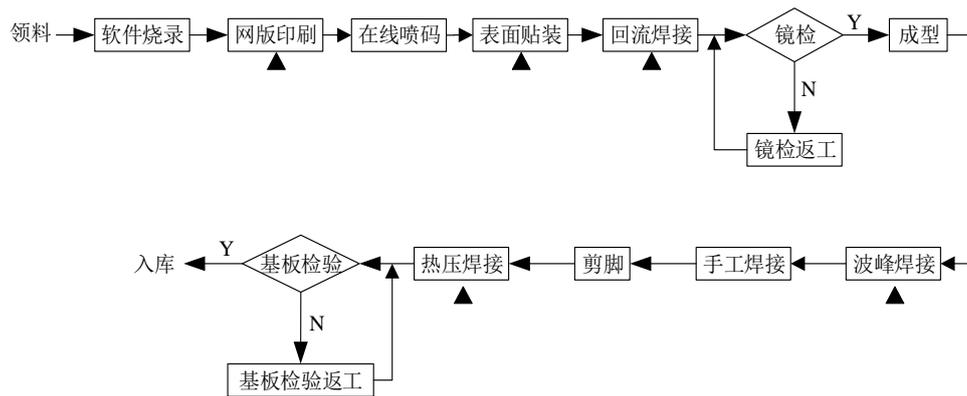 领料
软件烧录
网版印刷
在线喷码
表面贴装
回流焊接
镜检
Y
成型
N
镜检返工
入库
Y
基板检验
热压焊接
剪脚
手工焊接
波峰焊接
N
基板检验返工